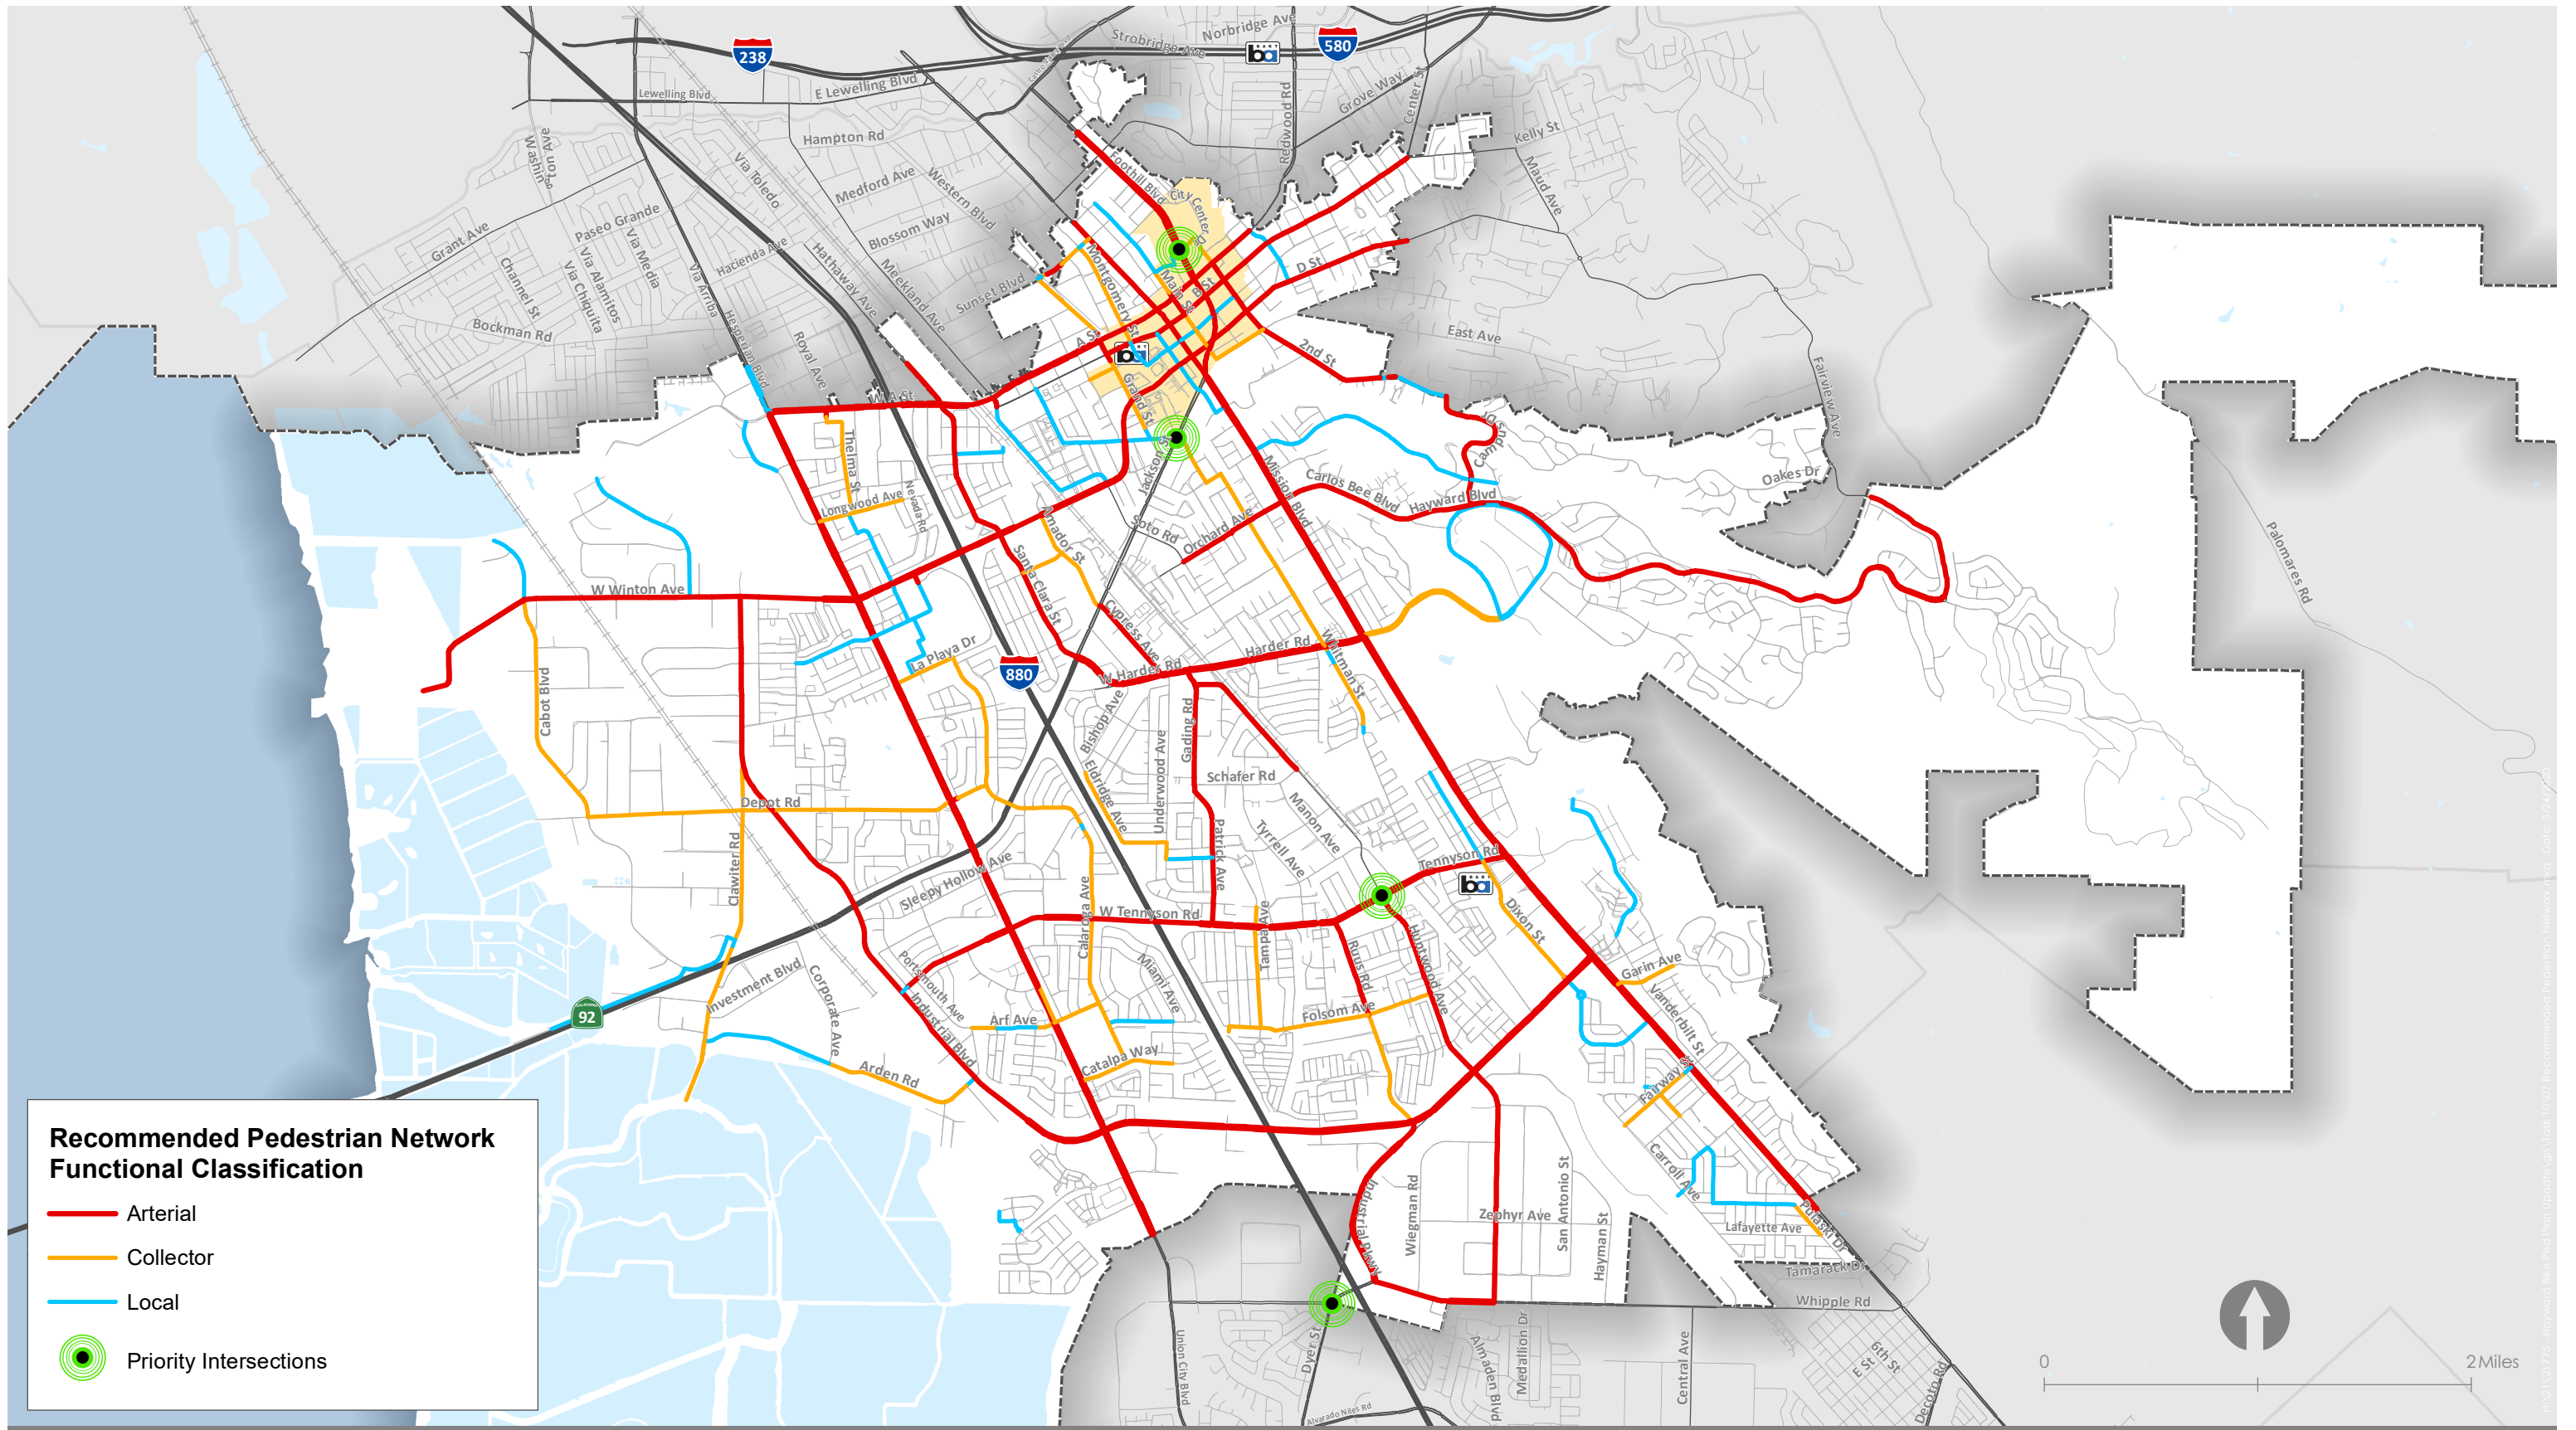 Norbridge Ave
Strobridge Ave
580
238
E Lewelling Blvd
Lewelling Blvd
Grove Way
Center St
Redwood Rd
Hampton Rd
Kelly St
Maud Ave
Washington Ave
Via Toledo
Medford Ave
Western Blvd
Foothill Blvd
City Center Dr
Grant Ave
Paseo Grande
Via Media
Blossom Way
Hacienda Ave
Hathaway Ave
Meekland Ave
Via Alamitos
Via Chiquita
Channel St
Via Arriba
Sunset Blvd
Montgomery St
Main St
B St
D St
Bockman Rd
Hesperian Blvd
Royal Ave
A St
2nd St
East Ave
Fairview Ave
W A St
Grand St
Campus Dr
Thelma St
Longwood Ave
Nevada Rd
Jackson St
Mission Blvd
Carlos Bee Blvd
Hayward Blvd
Oakes Dr
Amador St
Soto Rd
Orchard Ave
Palomares Rd
Santa Clara St
W Winton Ave
Cypress Ave
La Playa Dr
Harder Rd
W Harder Rd
Whitman St
880
Cabot Blvd
Bishop Ave
Gading Rd
Underwood Ave
Eldridge Ave
Schafer Rd
Depot Rd
Manon Ave
Tyrrell Ave
Patrick Ave
Clawiter Rd
Sleepy Hollow Ave
Tennyson Rd
Calaroga Ave
W Tennyson Rd
Tampa Ave
Dixon St
Portsmouth Ave
Miami Ave
Ruus Rd
Huntwood Ave
Garin Ave
Investment Blvd
Corporate Ave
Vanderbilt St
92
Arf Ave
Folsom Ave
Industrial Blvd
Catalpa Way
Arden Rd
Fairway St
Recommended Pedestrian Network
Functional Classification
Arterial
Collector
Local
Priority Intersections
Carroll Ave
Industrial Pkwy
Wiegman Rd
Zephyr Ave
San Antonio St
Hayman St
Lafayette Ave
Pulaski Dr
Tamarack Dr
Whipple Rd
Union City Blvd
Dyer St
Almaden Blvd
Medallion Dr
Central Ave
6th St
E St
Decoto Rd
Alvarado Niles Rd
0
2 Miles